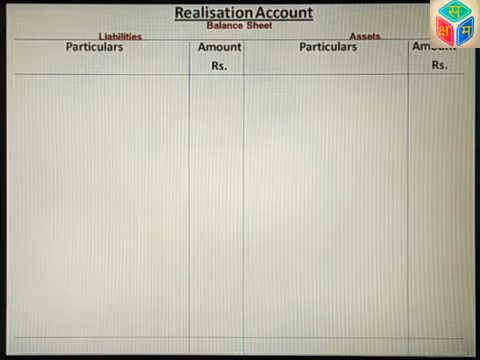 Realisation Account
Balance Sheet
Liabilities Assets
Particulars Amount Particulars Amount
Rs. Rs.
स
क्ष म